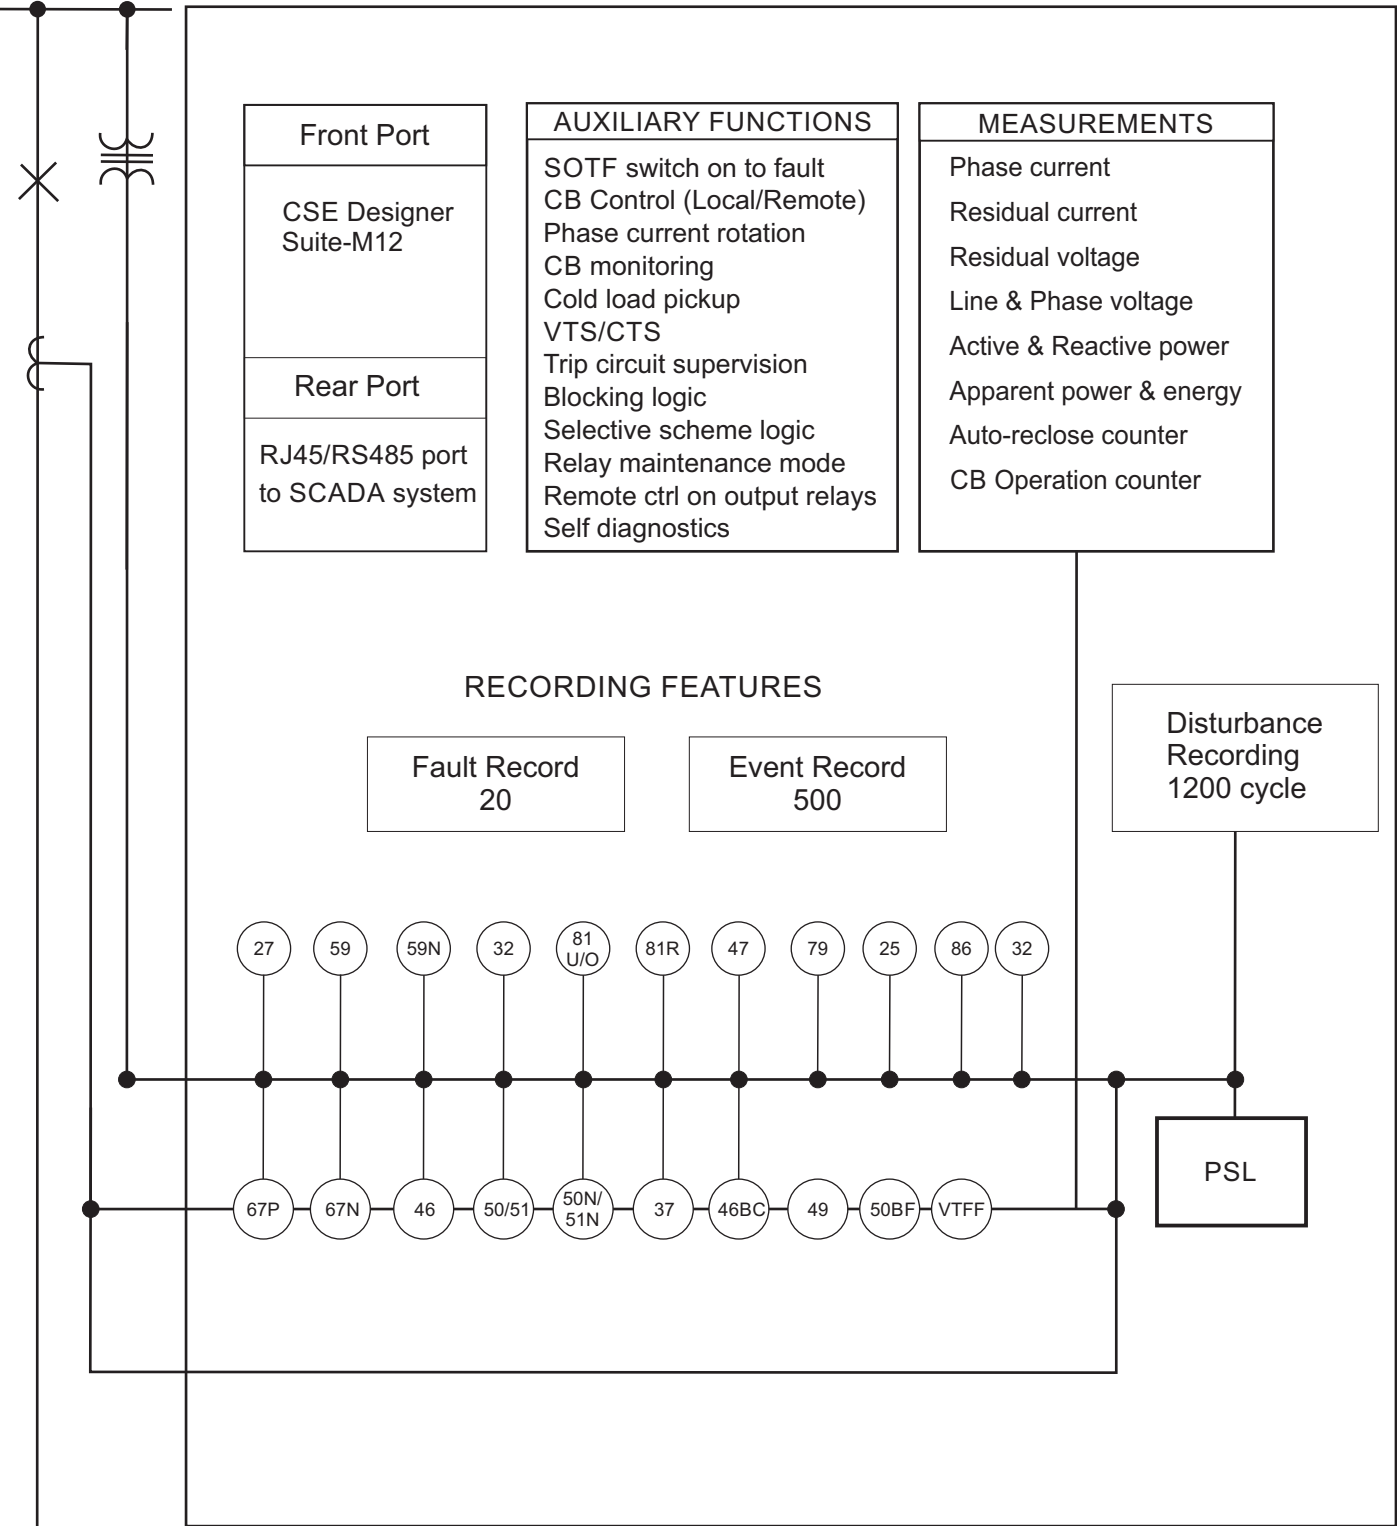 Front Port
CSE Designer
Suite-M12
Rear Port
RJ45/RS485 port
to SCADA system
AUXILIARY FUNCTIONS
SOTF switch on to fault
CB Control (Local/Remote)
Phase current rotation
CB monitoring
Cold load pickup
VTS/CTS
Trip circuit supervision
Blocking logic
Selective scheme logic
Relay maintenance mode
Remote ctrl on output relays
Self diagnostics
MEASUREMENTS
Phase current
Residual current
Residual voltage
Line & Phase voltage
Active & Reactive power
Apparent power & energy
Auto-reclose counter
CB Operation counter
RECORDING FEATURES
Fault Record
20
Event Record
500
Disturbance
Recording
1200 cycle
27
59
59N
32
81
U/O
81R
47
79
25
86
32
67P
67N
46
50/51
50N/
51N
37
46BC
49
50BF
VTFF
PSL